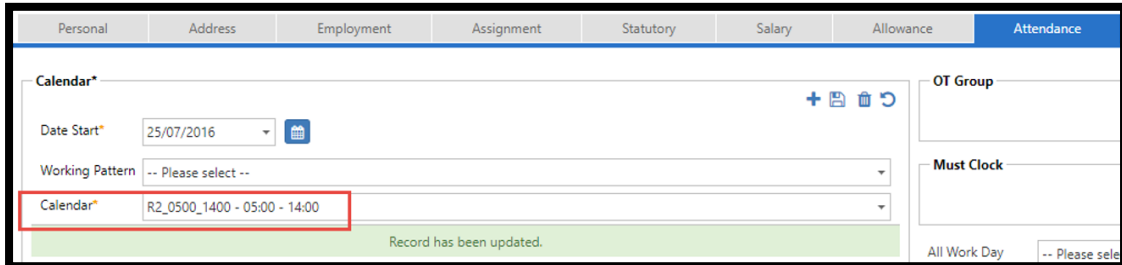 Personal Address Employment Assignment Statutory Salary Allowance Attendance
Calendar*
OT Group
Date Start* 25/07/2016
Working Pattern -- Please select --
Must Clock
Calendar* R2_0500_1400 - 05:00 - 14:00
Record has been updated.
All Work Day -- Please